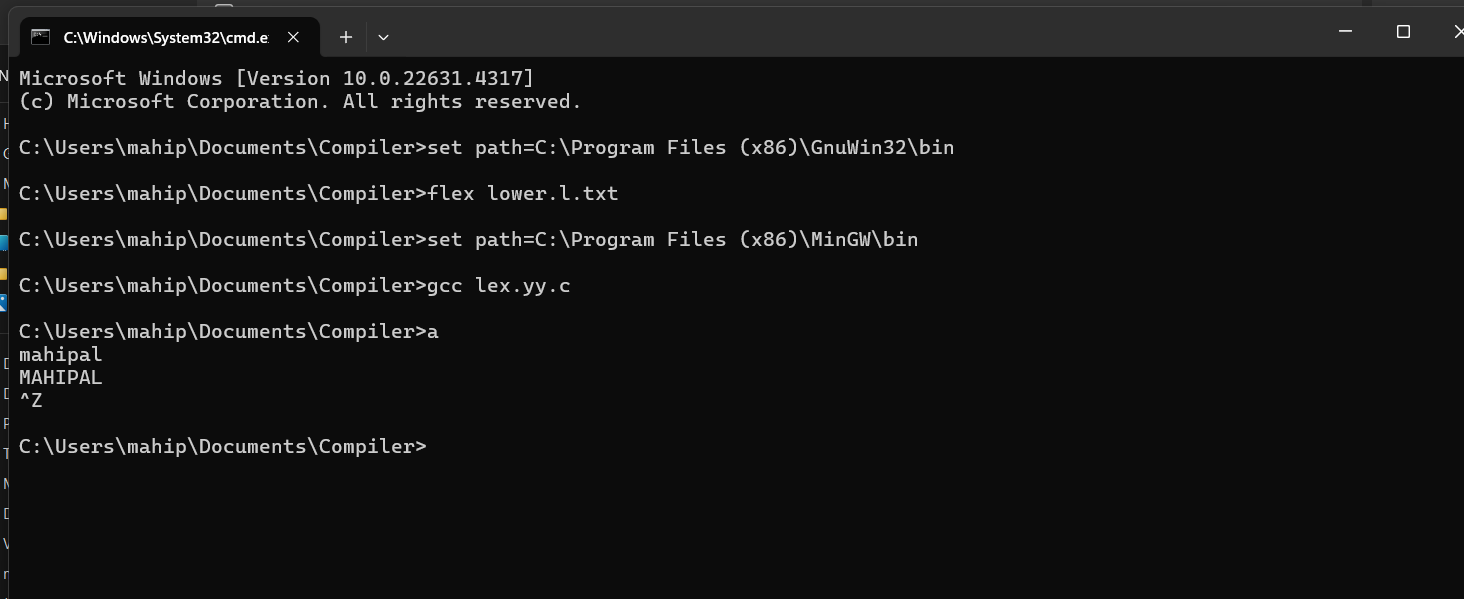 C:\Windows\System32\cmd.e
Microsoft Windows [Version 10.0.22631.4317]
(c) Microsoft Corporation. All rights reserved.
C:\Users\mahip\Documents\Compiler>set path=C:\Program Files (x86)\GnuWin32\bin
C:\Users\mahip\Documents\Compiler>flex lower.l.txt
C:\Users\mahip\Documents\Compiler>set path=C:\Program Files (x86)\MinGW\bin
C:\Users\mahip\Documents\Compiler>gcc lex.yy.c
C:\Users\mahip\Documents\Compiler>a
mahipal
MAHIPAL
^Z
C:\Users\mahip\Documents\Compiler>